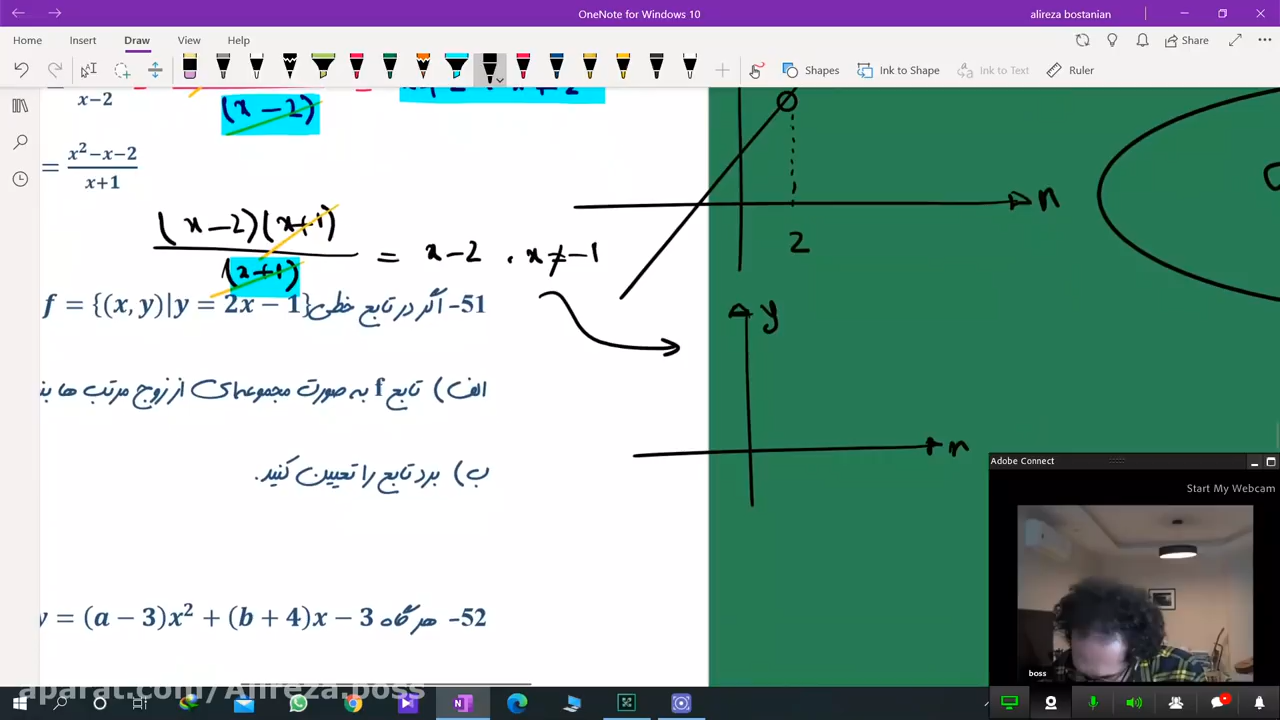 OneNote for Windows 10
alireza bostanian
Home Insert Draw View Help
Share
Shapes Ink to Shape Ink to Text Ruler
x−2
(x − 2)
= x²−x−2 / x+1
(x−2)(x+1) / (x+1) = x−2 . x≠−1
51- اگر در تابع خطی f = {(x, y)|y = 2x − 1}
الف) تابع f به صورت مجموعه‌ای از زوج مرتب ها
ب) برد تابع را تعیین کنید.
52- هرگاه y = (a − 3)x² + (b + 4)x − 3
n
2
y
n
Adobe Connect
Start My Webcam
boss
aparat.com/Alireza.boss